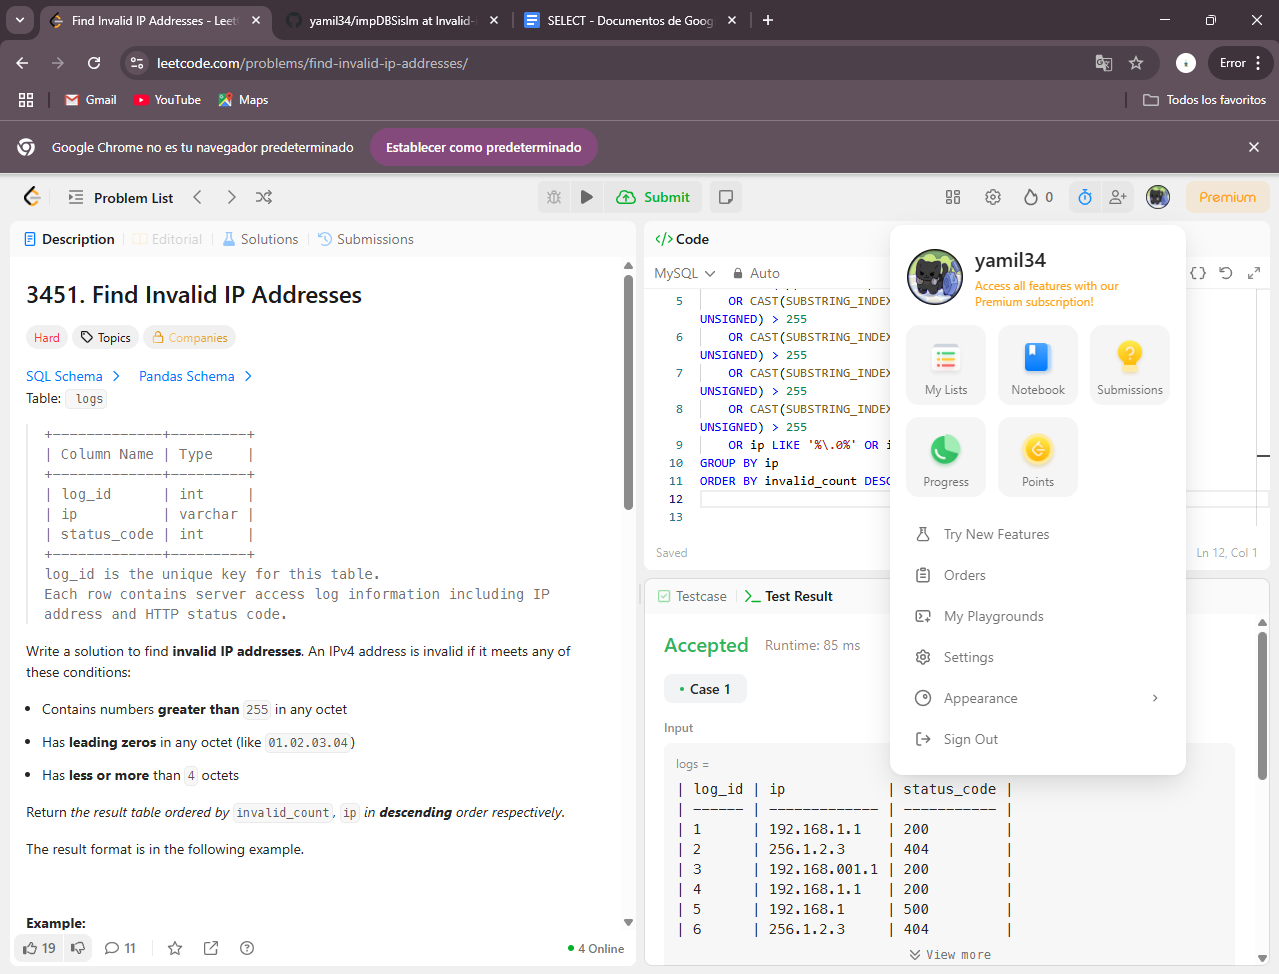 Find Invalid IP Addresses - Leet
yamil34/impDBSisIm at Invalid-i
SELECT - Documentos de Goog
leetcode.com/problems/find-invalid-ip-addresses/
Error
Gmail
YouTube
Maps
Todos los favoritos
Google Chrome no es tu navegador predeterminado
Establecer como predeterminado
Problem List
Submit
0
Premium
Description
Editorial
Solutions
Submissions
3451. Find Invalid IP Addresses
Hard
Topics
Companies
SQL Schema
Pandas Schema
Table: logs
+-------------+---------+
| Column Name | Type    |
+-------------+---------+
| log_id      | int     |
| ip          | varchar |
| status_code | int     |
+-------------+---------+
log_id is the unique key for this table.
Each row contains server access log information including IP
address and HTTP status code.
Write a solution to find invalid IP addresses. An IPv4 address is invalid if it meets any of
these conditions:
• Contains numbers greater than 255 in any octet
• Has leading zeros in any octet (like 01.02.03.04)
• Has less or more than 4 octets
Return the result table ordered by invalid_count, ip in descending order respectively.
The result format is in the following example.
Example:
19
11
4 Online
</> Code
MySQL
Auto
{}
5 OR CAST(SUBSTRING_INDEX
UNSIGNED) > 255
6 OR CAST(SUBSTRING_INDEX
UNSIGNED) > 255
7 OR CAST(SUBSTRING_INDEX
UNSIGNED) > 255
8 OR CAST(SUBSTRING_INDEX
UNSIGNED) > 255
9 OR ip LIKE '%\.0%' OR i
10 GROUP BY ip
11 ORDER BY invalid_count DESC
12
13
Saved
Ln 12, Col 1
Testcase
Test Result
Accepted
Runtime: 85 ms
• Case 1
Input
logs =
| log_id | ip            | status_code |
| ------ | ------------- | ----------- |
| 1      | 192.168.1.1   | 200         |
| 2      | 256.1.2.3     | 404         |
| 3      | 192.168.001.1 | 200         |
| 4      | 192.168.1.1   | 200         |
| 5      | 192.168.1     | 500         |
| 6      | 256.1.2.3     | 404         |
View more
yamil34
Access all features with our
Premium subscription!
My Lists
Notebook
Submissions
Progress
Points
Try New Features
Orders
My Playgrounds
Settings
Appearance
Sign Out